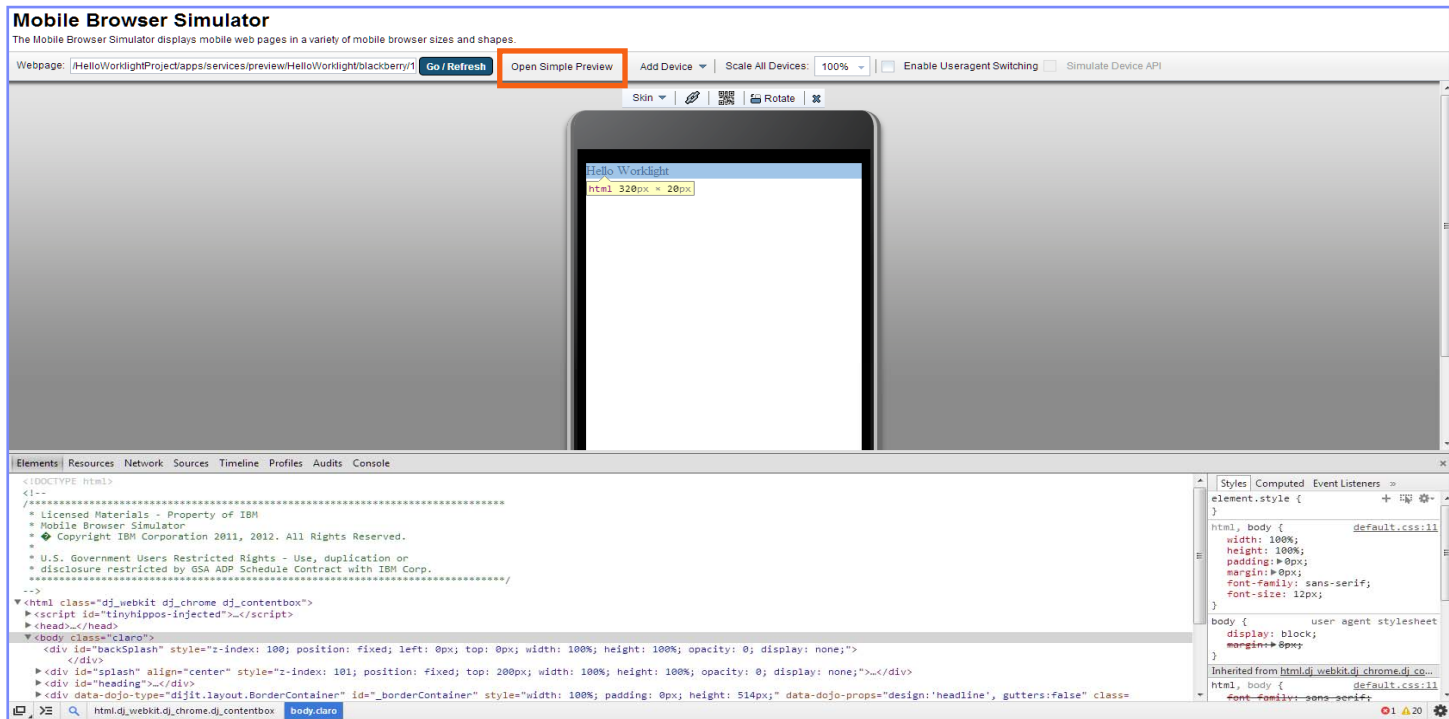 Mobile Browser Simulator
The Mobile Browser Simulator displays mobile web pages in a variety of mobile browser sizes and shapes.
Webpage: /HelloWorklightProject/apps/services/preview/HelloWorklight/blackberry/1 Go / Refresh Open Simple Preview Add Device Scale All Devices: 100% Enable Useragent Switching Simulate Device API
Skin Rotate
Hello Worklight
html 320px × 20px
Elements Resources Network Sources Timeline Profiles Audits Console
<!DOCTYPE html>
<!--
/*******************************************************************************
* Licensed Materials - Property of IBM
* Mobile Browser Simulator
* � Copyright IBM Corporation 2011, 2012. All Rights Reserved.
*
* U.S. Government Users Restricted Rights - Use, duplication or
* disclosure restricted by GSA ADP Schedule Contract with IBM Corp.
*******************************************************************************/
-->
▼<html class="dj_webkit dj_chrome dj_contentbox">
▶<script id="tinyhippos-injected">…</script>
▶<head>…</head>
▼<body class="claro">
<div id="backSplash" style="z-index: 100; position: fixed; left: 0px; top: 0px; width: 100%; height: 100%; opacity: 0; display: none;">
</div>
▶<div id="splash" align="center" style="z-index: 101; position: fixed; top: 200px; width: 100%; height: 100%; opacity: 0; display: none;">…</div>
▶<div id="heading">…</div>
▶<div data-dojo-type="dijit.layout.BorderContainer" id="_borderContainer" style="width: 100%; padding: 0px; height: 514px;" data-dojo-props="design:'headline', gutters:false" class=
html.dj_webkit.dj_chrome.dj_contentbox body.claro
Styles Computed Event Listeners »
element.style {
}
html, body { default.css:11
width: 100%;
height: 100%;
padding:▶0px;
margin:▶0px;
font-family: sans-serif;
font-size: 12px;
}
body { user agent stylesheet
display: block;
margin:▶8px;
}
Inherited from html.dj_webkit.dj_chrome.dj_co…
html, body { default.css:11
font-family: sans-serif;
1 20